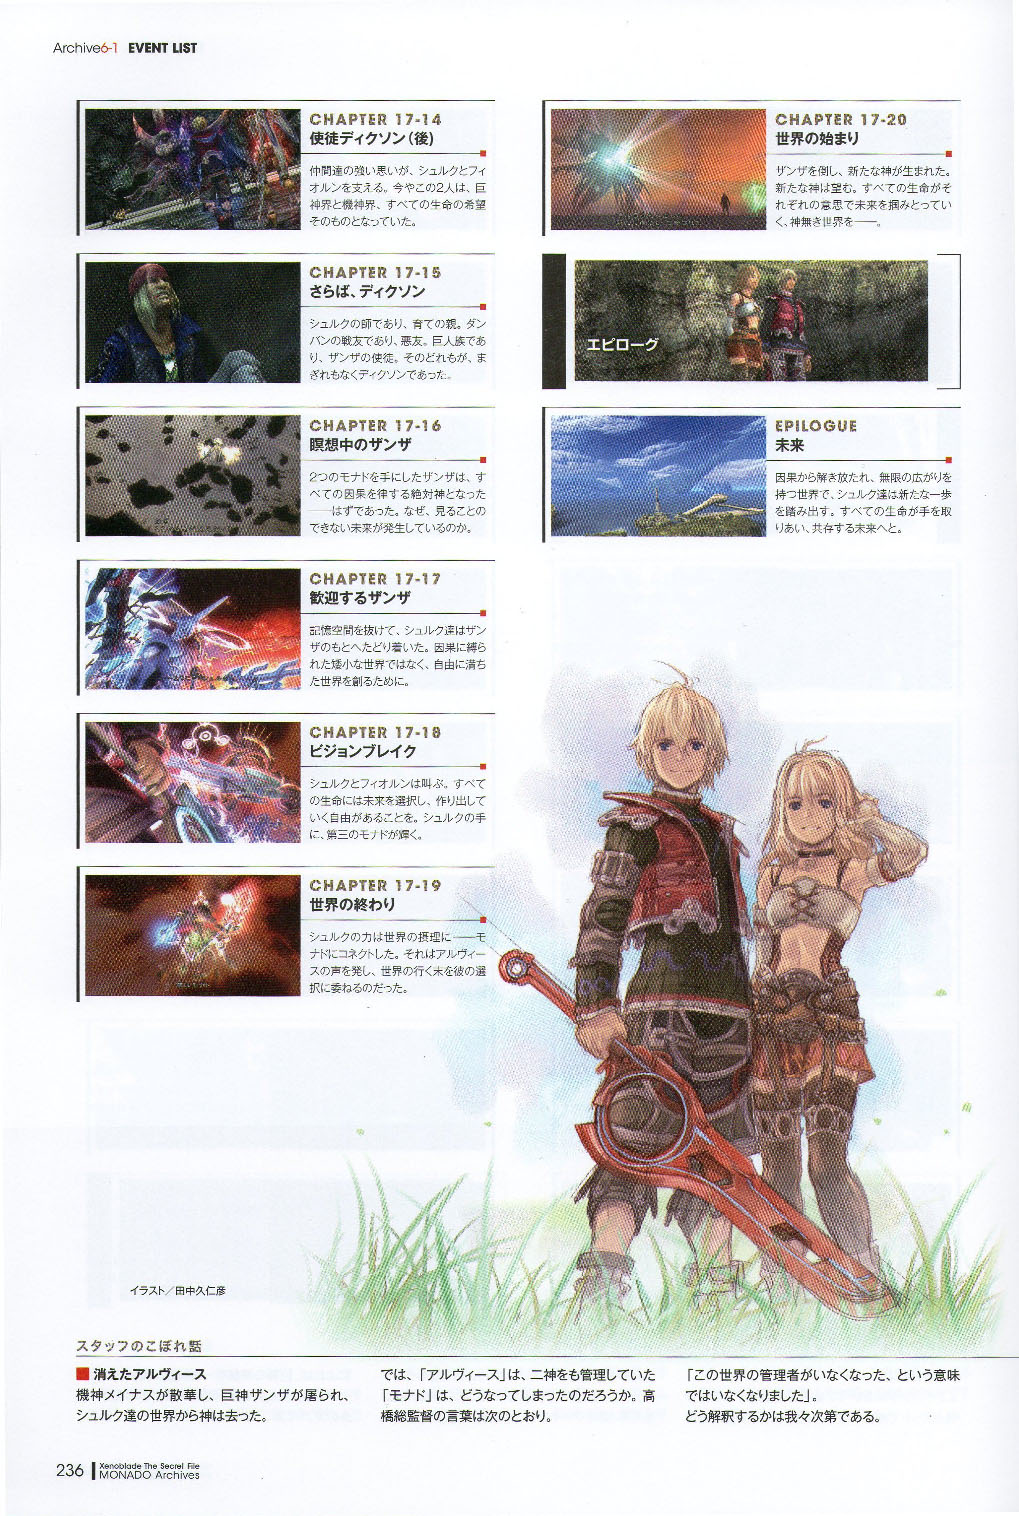 Archive6-1 EVENT LIST
CHAPTER 17-14
使徒ディクソン(後)
仲間達の強い思いが、シュルクとフィ
オルンを支える。今やこの2人は、巨
神界と機神界、すべての生命の希望
そのものとなっていた。
CHAPTER 17-15
さらば、ディクソン
シュルクの師であり、育ての親。ダン
バンの戦友であり、悪友。巨人族であ
り、ザンザの使徒。そのどれもが、ま
ぎれもなくディクソンであった。
CHAPTER 17-16
瞑想中のザンザ
2つのモナドを手にしたザンザは、す
べての因果を律する絶対神となった
――はずであった。なぜ、見ることの
できない未来が発生しているのか。
CHAPTER 17-17
歓迎するザンザ
記憶空間を抜けて、シュルク達はザン
ザのもとへたどり着いた。因果に縛ら
れた矮小な世界ではなく、自由に満ち
た世界を創るために。
CHAPTER 17-18
ビジョンブレイク
シュルクとフィオルンは叫ぶ。すべて
の生命には未来を選択し、作り出して
いく自由があることを。シュルクの手
に、第三のモナドが輝く。
CHAPTER 17-19
世界の終わり
シュルクの力は世界の摂理に――モ
ナドにコネクトした。それはアルヴィー
スの声を発し、世界の行く末を彼の選
択に委ねるのだった。
CHAPTER 17-20
世界の始まり
ザンザを倒し、新たな神が生まれた。
新たな神は望む。すべての生命がそ
れぞれの意思で未来を掴みとってい
く、神無き世界を――。
エピローグ
EPILOGUE
未来
因果から解き放たれ、無限の広がりを
持つ世界で、シュルク達は新たな一歩
を踏み出す。すべての生命が手を取
りあい、共存する未来へと。
イラスト/田中久仁彦
スタッフのこぼれ話
■ 消えたアルヴィース
機神メイナスが散華し、巨神ザンザが屠られ、
シュルク達の世界から神は去った。
では、「アルヴィース」は、二神をも管理していた
「モナド」は、どうなってしまったのだろうか。高
橋総監督の言葉は次のとおり。
「この世界の管理者がいなくなった、という意味
ではいなくなりました」。
どう解釈するかは我々次第である。
236
Xenoblade The Secret File
MONADO Archives